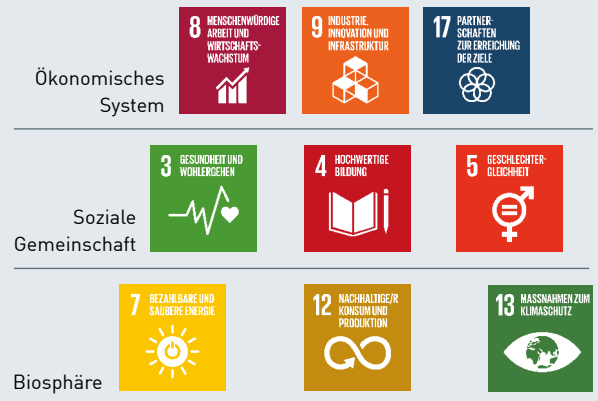 Ökonomisches
System
8 MENSCHENWÜRDIGE
ARBEIT UND
WIRTSCHAFTS-
WACHSTUM
9 INDUSTRIE,
INNOVATION UND
INFRASTRUKTUR
17 PARTNER-
SCHAFTEN
ZUR ERREICHUNG
DER ZIELE
Soziale
Gemeinschaft
3 GESUNDHEIT UND
WOHLERGEHEN
4 HOCHWERTIGE
BILDUNG
5 GESCHLECHTER-
GLEICHHEIT
Biosphäre
7 BEZAHLBARE UND
SAUBERE ENERGIE
12 NACHHALTIGE/R
KONSUM UND
PRODUKTION
13 MASSNAHMEN ZUM
KLIMASCHUTZ